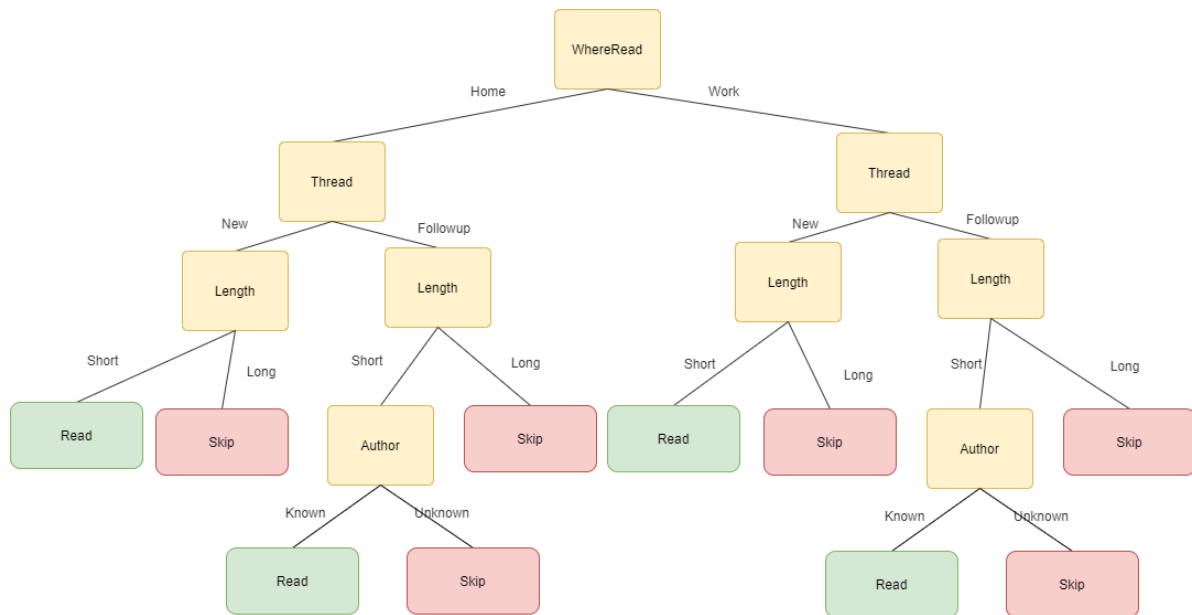 WhereRead
Home
Work
Thread
Thread
New
Followup
New
Followup
Length
Length
Length
Length
Short
Long
Short
Long
Short
Long
Short
Long
Read
Skip
Author
Skip
Read
Skip
Author
Skip
Known
Unknown
Known
Unknown
Read
Skip
Read
Skip